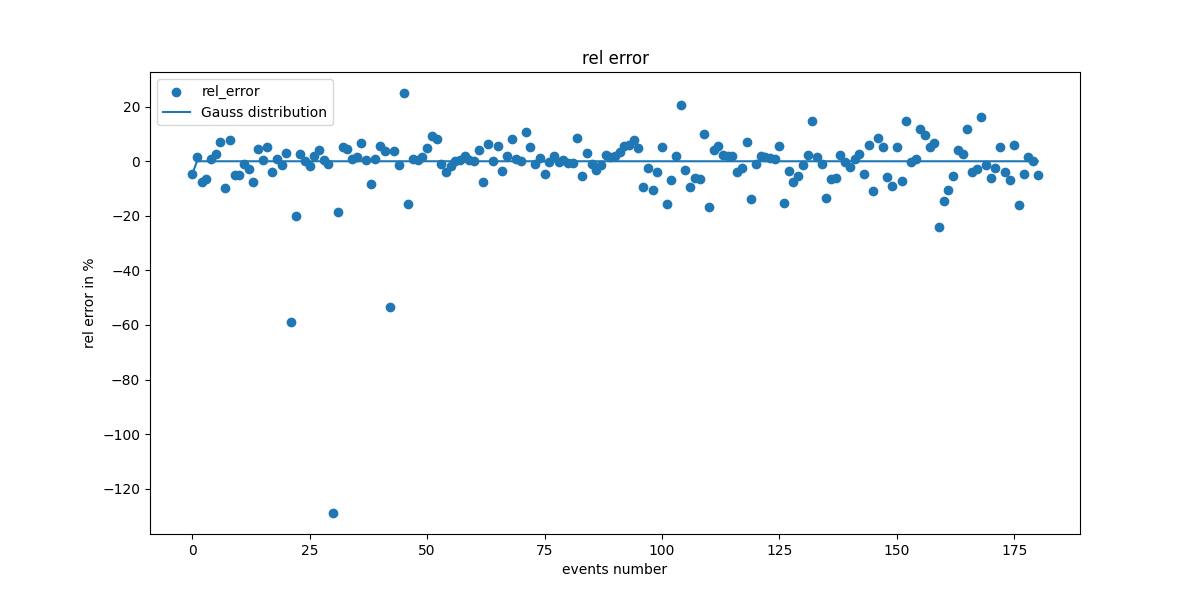 rel error
rel_error
Gauss distribution
rel error in %
20
0
−20
−40
−60
−80
−100
−120
0 25 50 75 100 125 150 175
events number